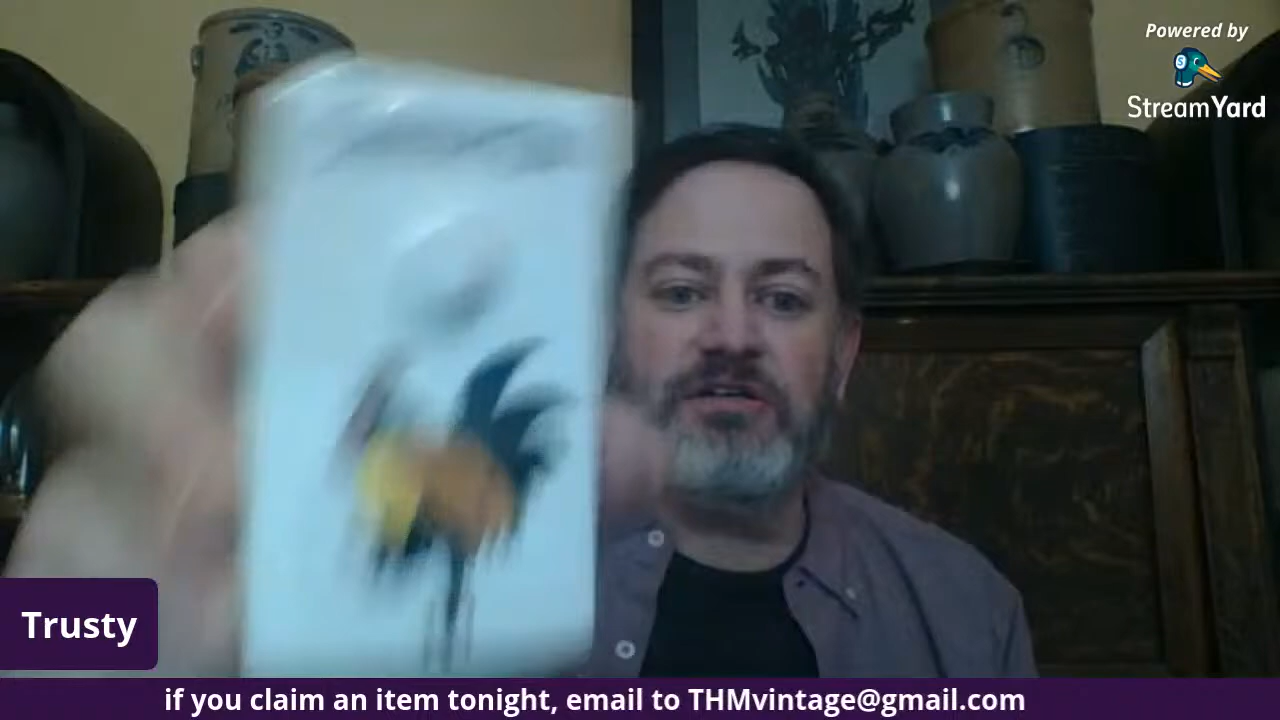 Powered by
StreamYard
Trusty
if you claim an item tonight, email to THMvintage@gmail.com